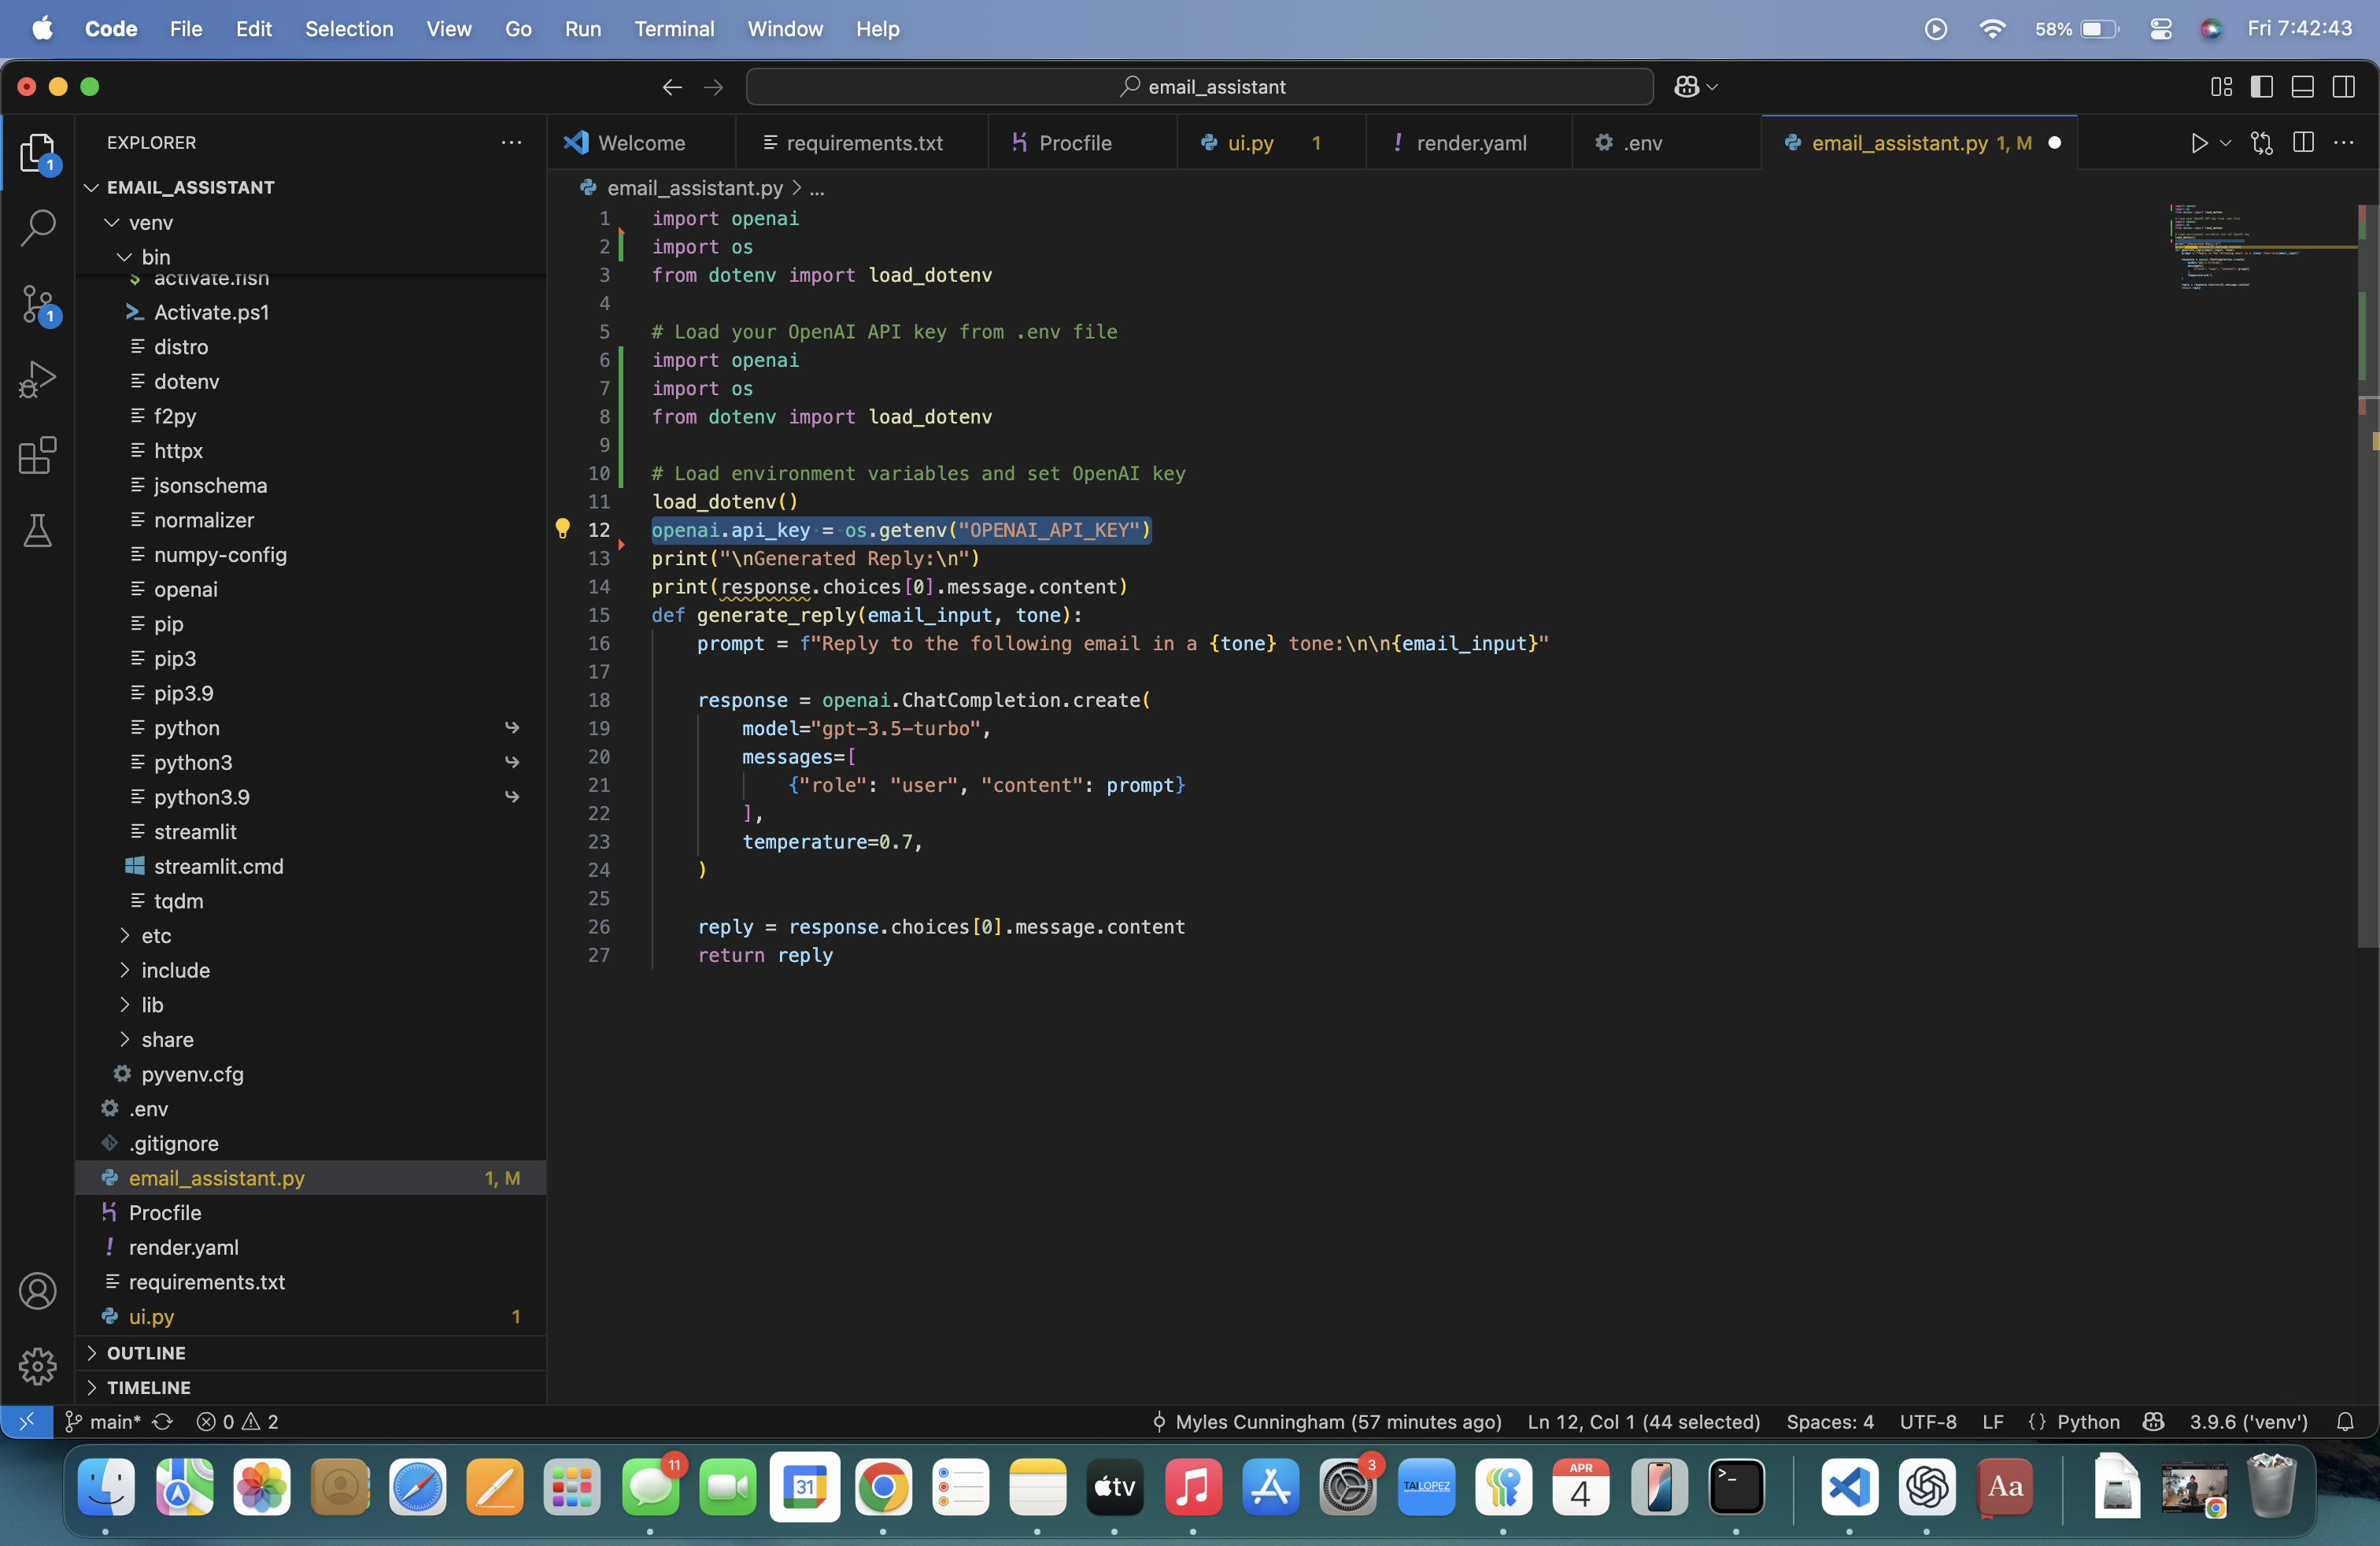 Code File Edit Selection View Go Run Terminal Window Help 58% Fri 7:42:43
email_assistant
EXPLORER
Welcome requirements.txt Procfile ui.py 1 render.yaml .env email_assistant.py 1, M
email_assistant.py > ...
1
1
EMAIL_ASSISTANT
venv
bin
activate.fish
Activate.ps1
distro
dotenv
f2py
httpx
jsonschema
normalizer
numpy-config
openai
pip
pip3
pip3.9
python
python3
python3.9
streamlit
streamlit.cmd
tqdm
etc
include
lib
share
pyvenv.cfg
.env
.gitignore
email_assistant.py 1, M
Procfile
render.yaml
requirements.txt
ui.py 1
OUTLINE
TIMELINE
1 import openai
2 import os
3 from dotenv import load_dotenv
4
5 # Load your OpenAI API key from .env file
6 import openai
7 import os
8 from dotenv import load_dotenv
9
10 # Load environment variables and set OpenAI key
11 load_dotenv()
12 openai.api_key = os.getenv("OPENAI_API_KEY")
13 print("\nGenerated Reply:\n")
14 print(response.choices[0].message.content)
15 def generate_reply(email_input, tone):
16 prompt = f"Reply to the following email in a {tone} tone:\n\n{email_input}"
17
18 response = openai.ChatCompletion.create(
19 model="gpt-3.5-turbo",
20 messages=[
21 {"role": "user", "content": prompt}
22 ],
23 temperature=0.7,
24 )
25
26 reply = response.choices[0].message.content
27 return reply
main* 0 2 Myles Cunningham (57 minutes ago) Ln 12, Col 1 (44 selected) Spaces: 4 UTF-8 LF {} Python 3.9.6 ('venv')
11 31 tv 3 TAI LOPEZ APR 4 >_ Aa